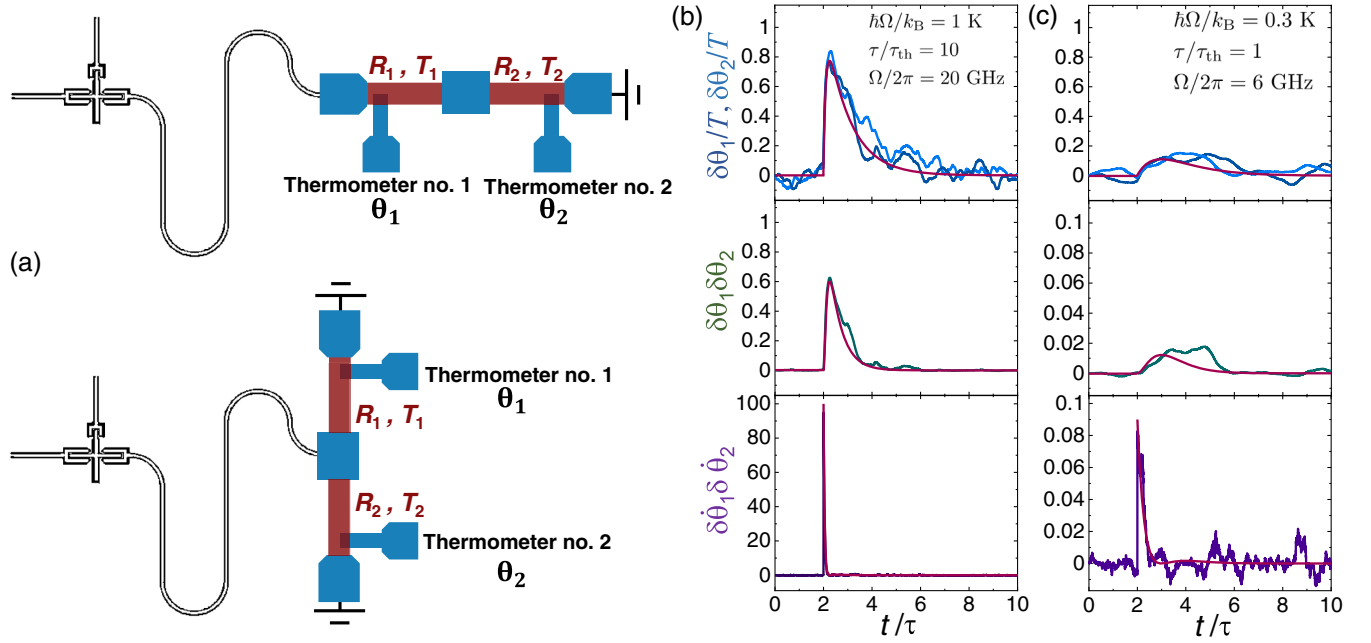 R₁ , T₁ R₂ , T₂
Thermometer no. 1 Thermometer no. 2
θ₁ θ₂
(a)
Thermometer no. 1
θ₁
R₁ , T₁
R₂ , T₂
Thermometer no. 2
θ₂
(b)
ħΩ/k_B = 1 K
τ/τ_th = 10
Ω/2π = 20 GHz
δθ₁/T, δθ₂/T
1
0.8
0.6
0.4
0.2
0
δθ₁δθ₂
1
0.8
0.6
0.4
0.2
0
δθ̇₁δθ̇₂
100
80
60
40
20
0
0 2 4 6 8 10
t/τ
(c)
ħΩ/k_B = 0.3 K
τ/τ_th = 1
Ω/2π = 6 GHz
1
0.8
0.6
0.4
0.2
0
0.1
0.08
0.06
0.04
0.02
0
0.1
0.08
0.06
0.04
0.02
0
0 2 4 6 8 10
t/τ